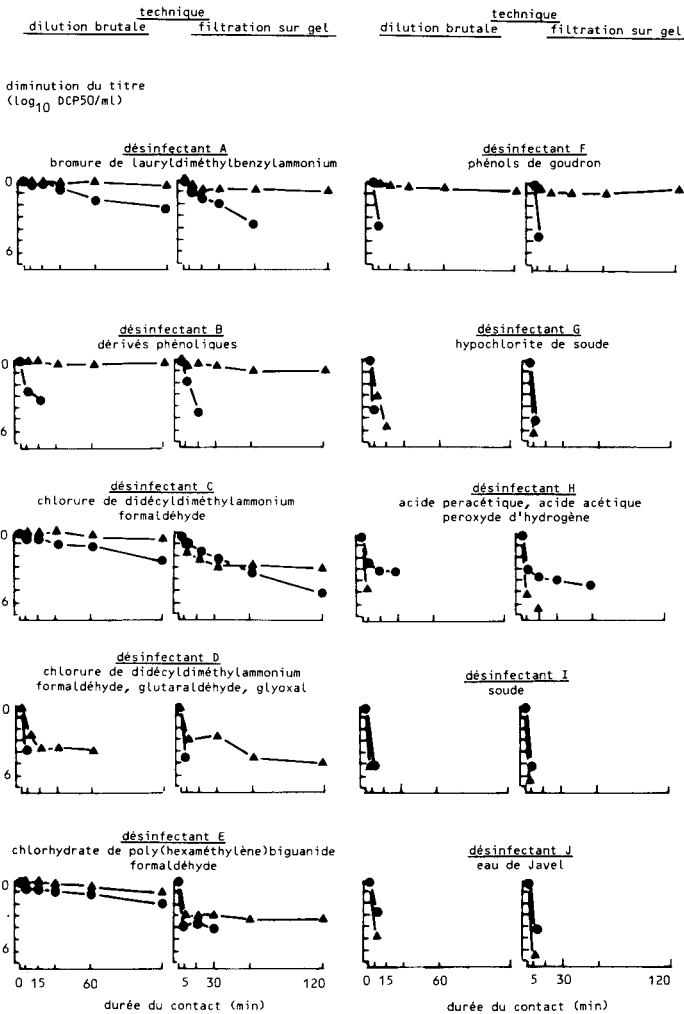 technique technique
dilution brutale filtration sur gel dilution brutale filtration sur gel
diminution du titre
(log10 DCP50/ml)
désinfectant A
bromure de lauryldiméthylbenzylammonium
désinfectant F
phénols de goudron
0
6
désinfectant B
dérivés phénoliques
désinfectant G
hypochlorite de soude
0
6
désinfectant C
chlorure de didécyldiméthylammonium
formaldéhyde
désinfectant H
acide peracétique, acide acétique
peroxyde d'hydrogène
0
6
désinfectant D
chlorure de didécyldiméthylammonium
formaldéhyde, glutaraldéhyde, glyoxal
désinfectant I
soude
0
6
désinfectant E
chlorhydrate de poly(hexaméthylène)biguanide
formaldéhyde
désinfectant J
eau de Javel
0
6
0 15 60 5 30 120 0 15 60 5 30 120
durée du contact (min) durée du contact (min)